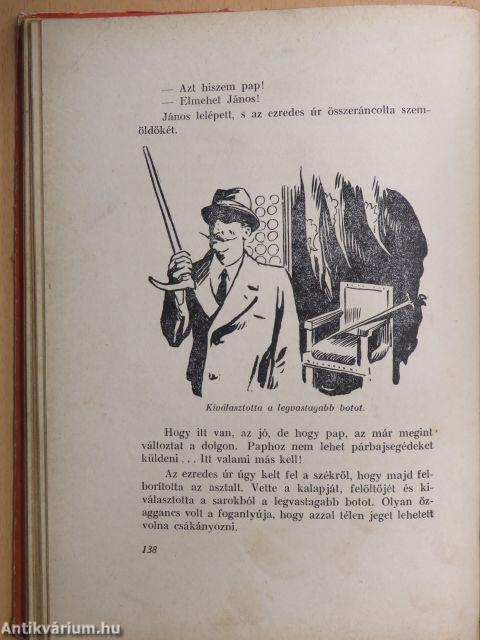 — Azt hiszem pap!
— Elmehet János!
János lelépett, s az ezredes úr összeráncolta szem-
öldökét.
Kiválasztotta a legvastagabb botot.
Hogy itt van, az jó, de hogy pap, az már megint
változtat a dolgon. Paphoz nem lehet párbajsegédeket
küldeni... Itt valami más kell!
Az ezredes úr úgy kelt fel a székről, hogy majd fel-
borította az asztalt. Vette a kalapját, felöltőjét és ki-
választotta a sarokból a legvastagabb botot. Olyan őz-
aggancs volt a fogantyúja, hogy azzal télen jeget lehetett
volna csákányozni.
138
Antikvárium.hu